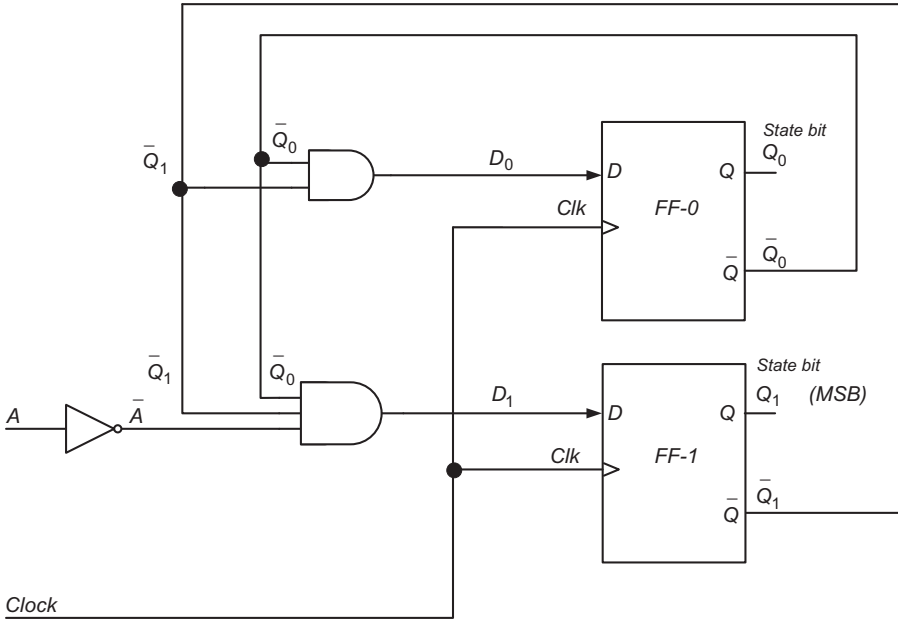 State bit
Q̅₀
Q₀
Q̅₁
D₀
D
Q
Clk
FF-0
Q̅₀
Q̅
State bit
Q̅₁
Q̅₀
Q₁ (MSB)
D₁
A
A̅
D
Q
Clk
FF-1
Q̅₁
Q̅
Clock